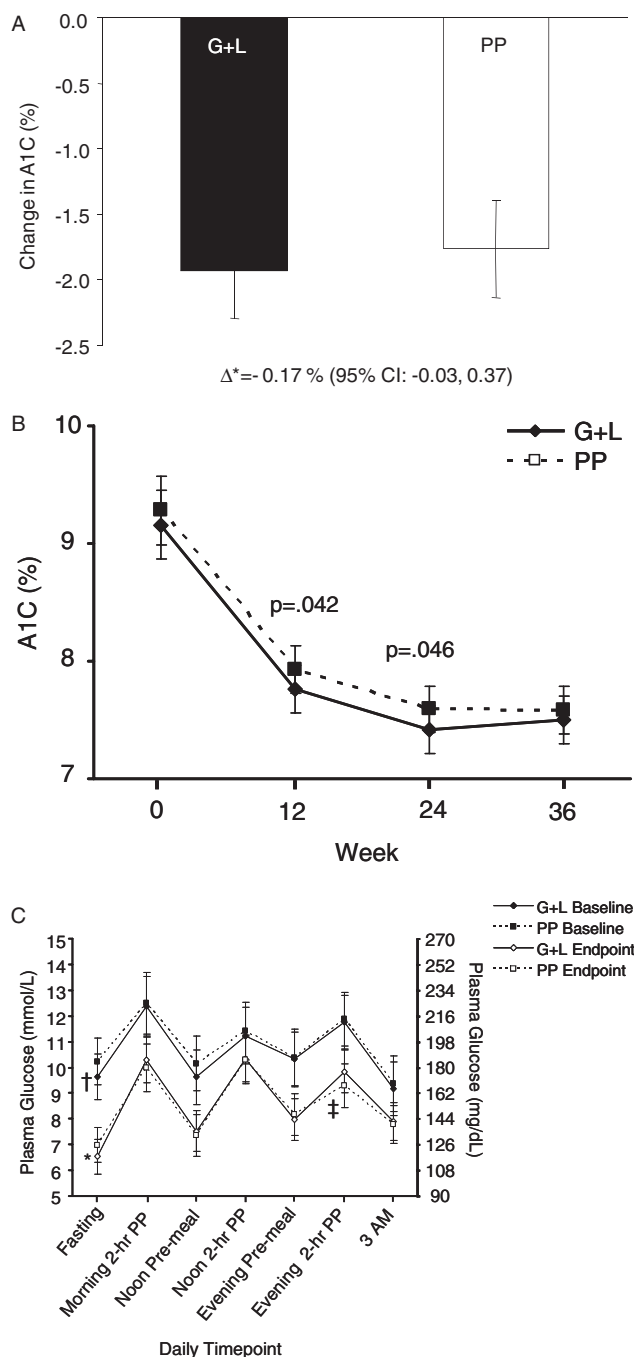 A
0.0
-0.5
-1.0
-1.5
-2.0
-2.5
Change in A1C (%)
G+L
PP
Δ*=- 0.17 % (95% CI: -0.03, 0.37)
B
10
9
8
7
A1C (%)
G+L
PP
p=.042
p=.046
0 12 24 36
Week
C
G+L Baseline
PP Baseline
G+L Endpoint
PP Endpoint
15
14
13
12
11
10
9
8
7
6
5
Plasma Glucose (mmol/L)
270
252
234
216
198
180
162
144
126
108
90
Plasma Glucose (mg/dL)
†
*
‡
Fasting
Morning 2-hr PP
Noon Pre-meal
Noon 2-hr PP
Evening Pre-meal
Evening 2-hr PP
3 AM
Daily Timepoint